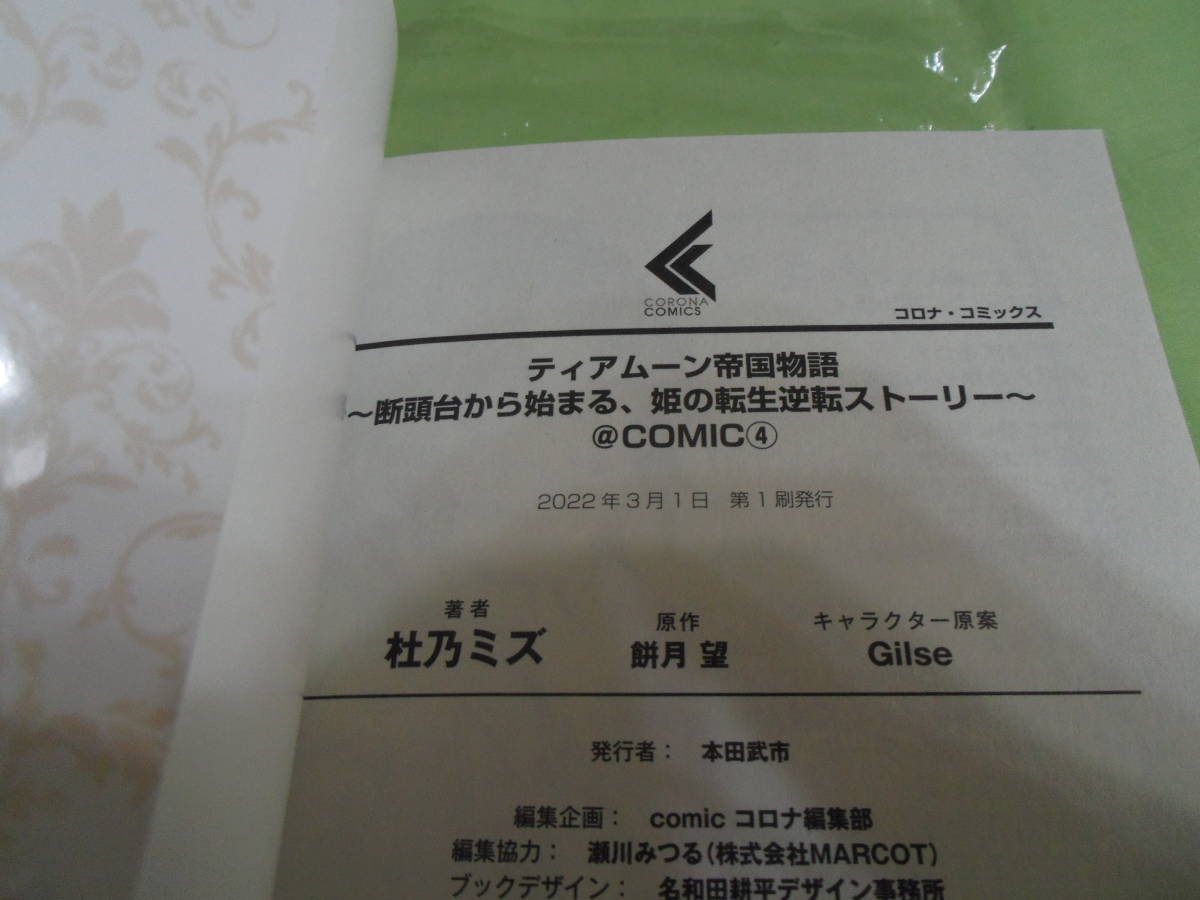 CORONA
COMICS
コロナ・コミックス
ティアムーン帝国物語
～断頭台から始まる、姫の転生逆転ストーリー～
@COMIC④
2022年3月1日 第1刷発行
著者 原作 キャラクター原案
杜乃ミズ 餅月 望 Gilse
発行者： 本田武市
編集企画： comic コロナ編集部
編集協力： 瀬川みつる(株式会社MARCOT)
ブックデザイン： 名和田耕平デザイン事務所